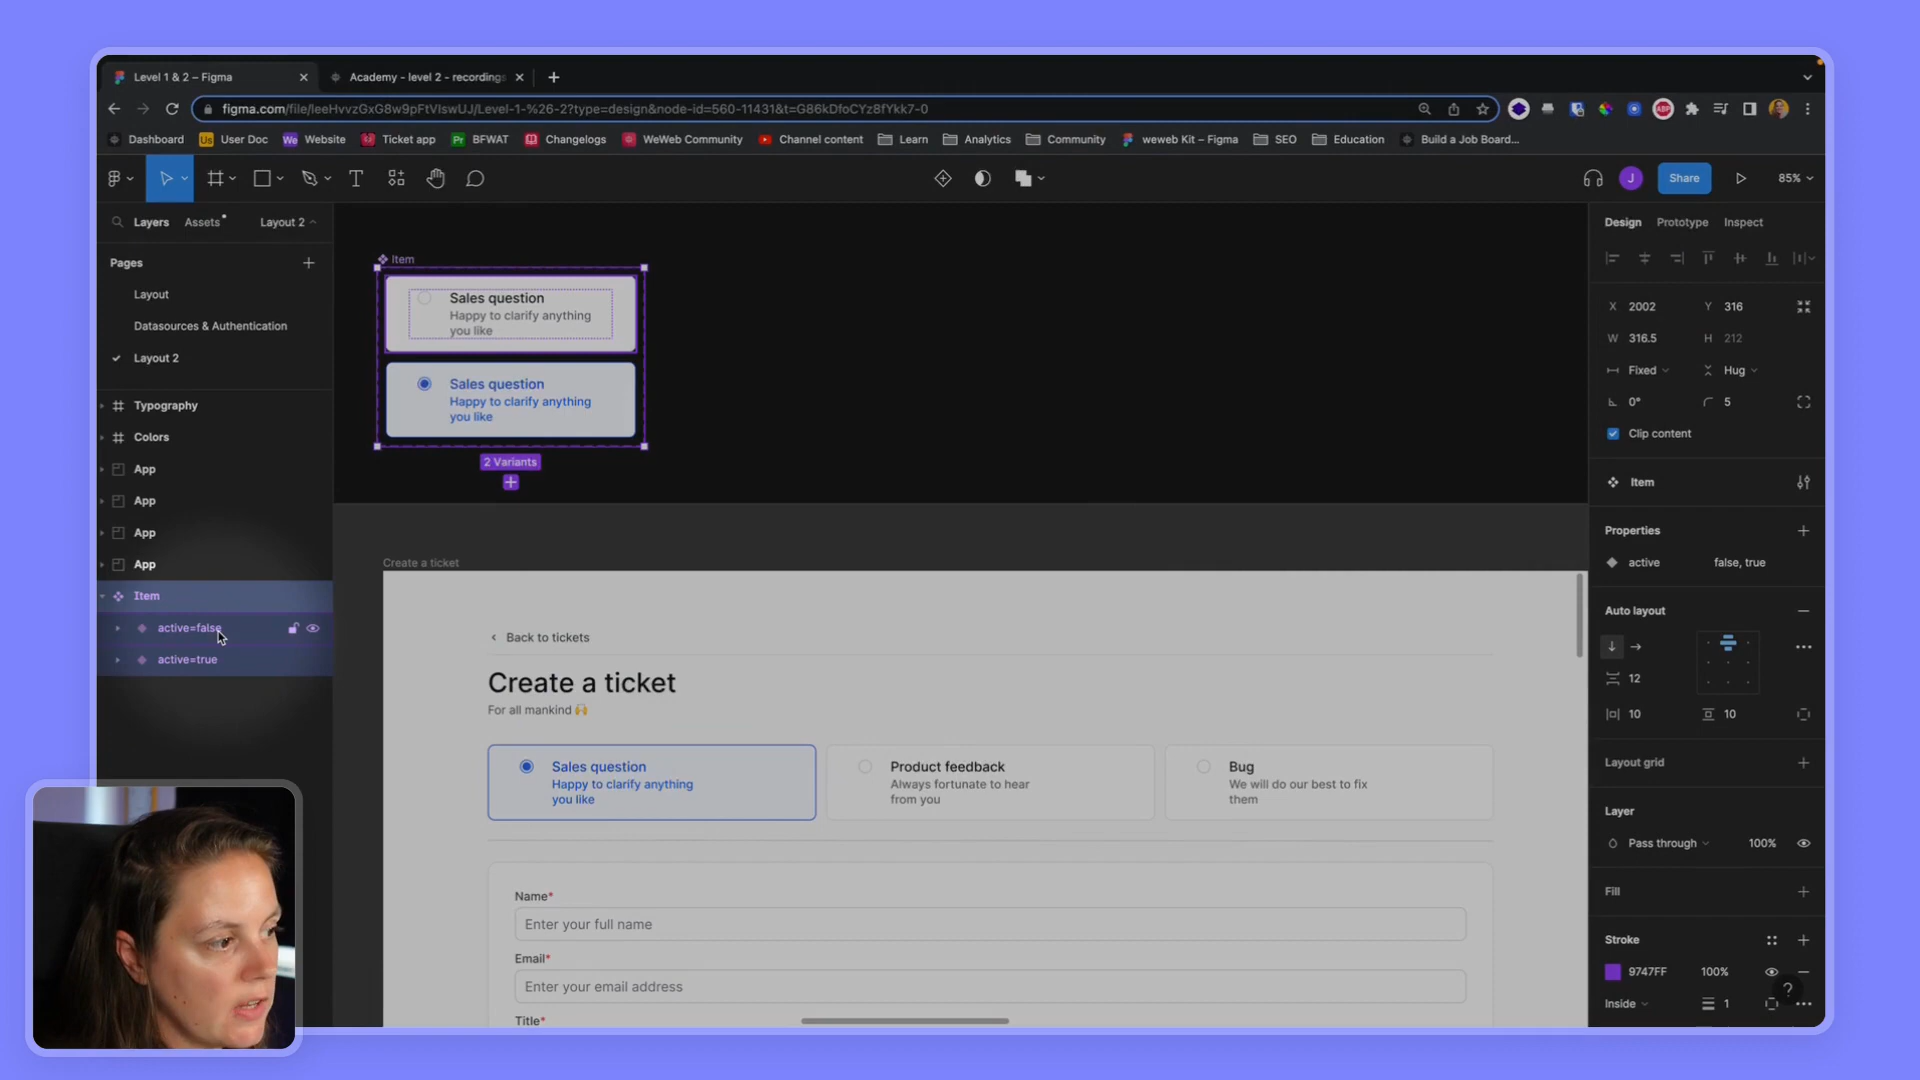 Level 1 & 2 – Figma
Academy - level 2 - recordings
figma.com/file/leeHvvzGxG8w9pFtVIswUJ/Level-1-%26-2?type=design&node-id=560-11431&t=G86kDfoCYz8fYkk7-0
ABP
Dashboard
Us User Doc
We Website
Ticket app
Pr BFWAT
Changelogs
WeWeb Community
Channel content
Learn
Analytics
Community
weweb Kit – Figma
SEO
Education
Build a Job Board...
J
Share
85%
Layers
Assets
Layout 2
Design
Prototype
Inspect
Pages
Layout
Datasources & Authentication
Layout 2
Typography
Colors
App
App
App
App
Item
active=false
active=true
Item
Sales question
Happy to clarify anything
you like
Sales question
Happy to clarify anything
you like
2 Variants
Create a ticket
Back to tickets
Create a ticket
For all mankind 🙌
Sales question
Happy to clarify anything
you like
Product feedback
Always fortunate to hear
from you
Bug
We will do our best to fix
them
Name*
Enter your full name
Email*
Enter your email address
Title*
X 2002
Y 316
W 316.5
H 212
Fixed
Hug
0°
5
Clip content
Item
Properties
active
false, true
Auto layout
12
10
10
Layout grid
Layer
Pass through
100%
Fill
Stroke
9747FF
100%
Inside
1
?